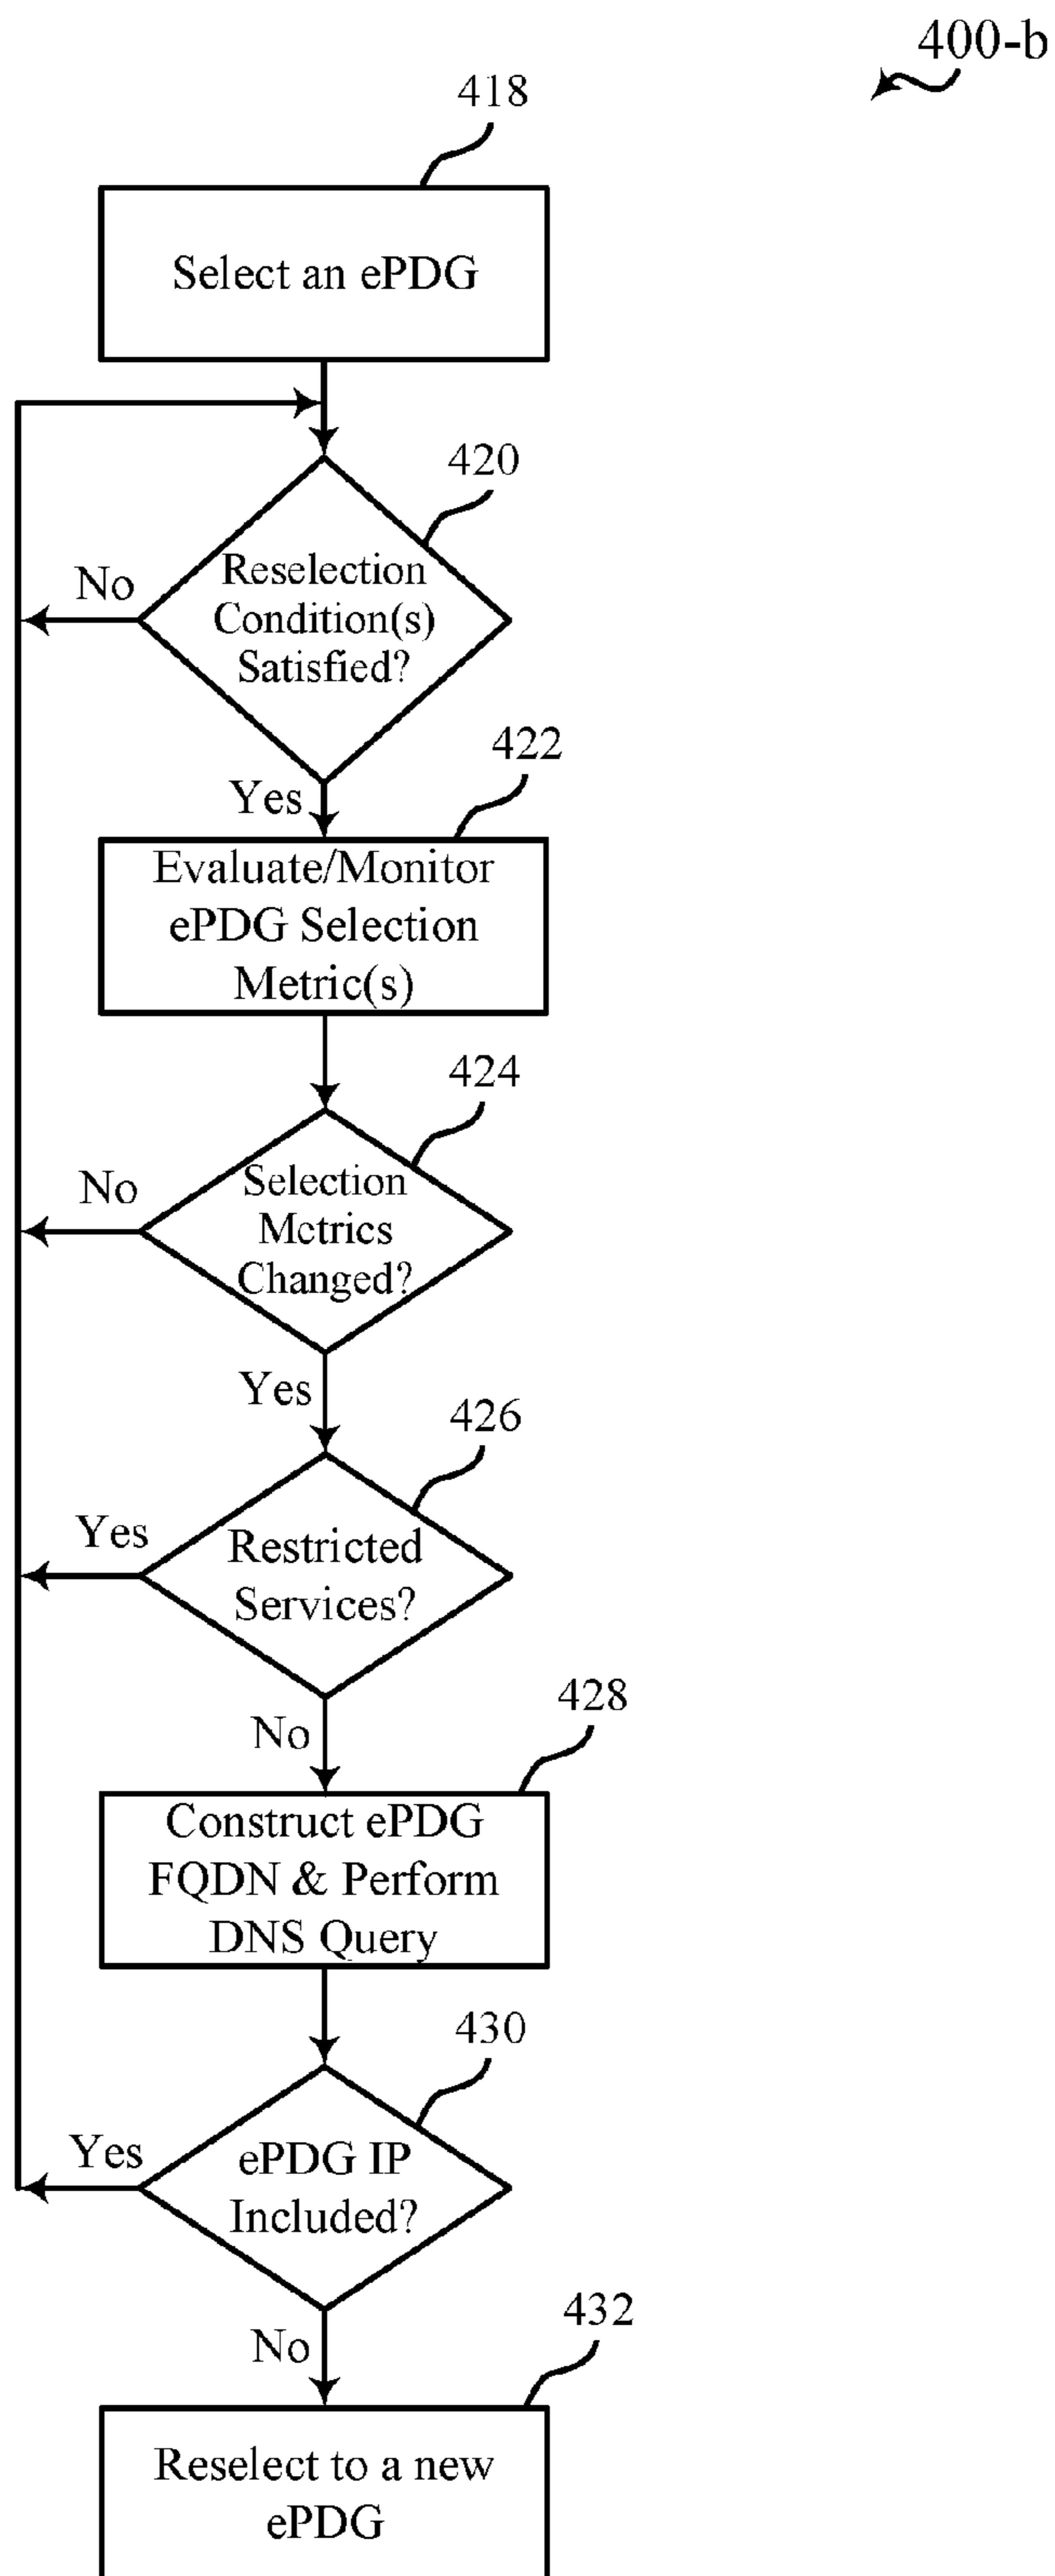 400-b
418
Select an ePDG
420
Reselection
Condition(s)
Satisfied?
No
Yes
422
Evaluate/Monitor
ePDG Selection
Metric(s)
424
Selection
Metrics
Changed?
No
Yes
426
Restricted
Services?
Yes
No
428
Construct ePDG
FQDN & Perform
DNS Query
430
ePDG IP
Included?
Yes
No
432
Reselect to a new
ePDG